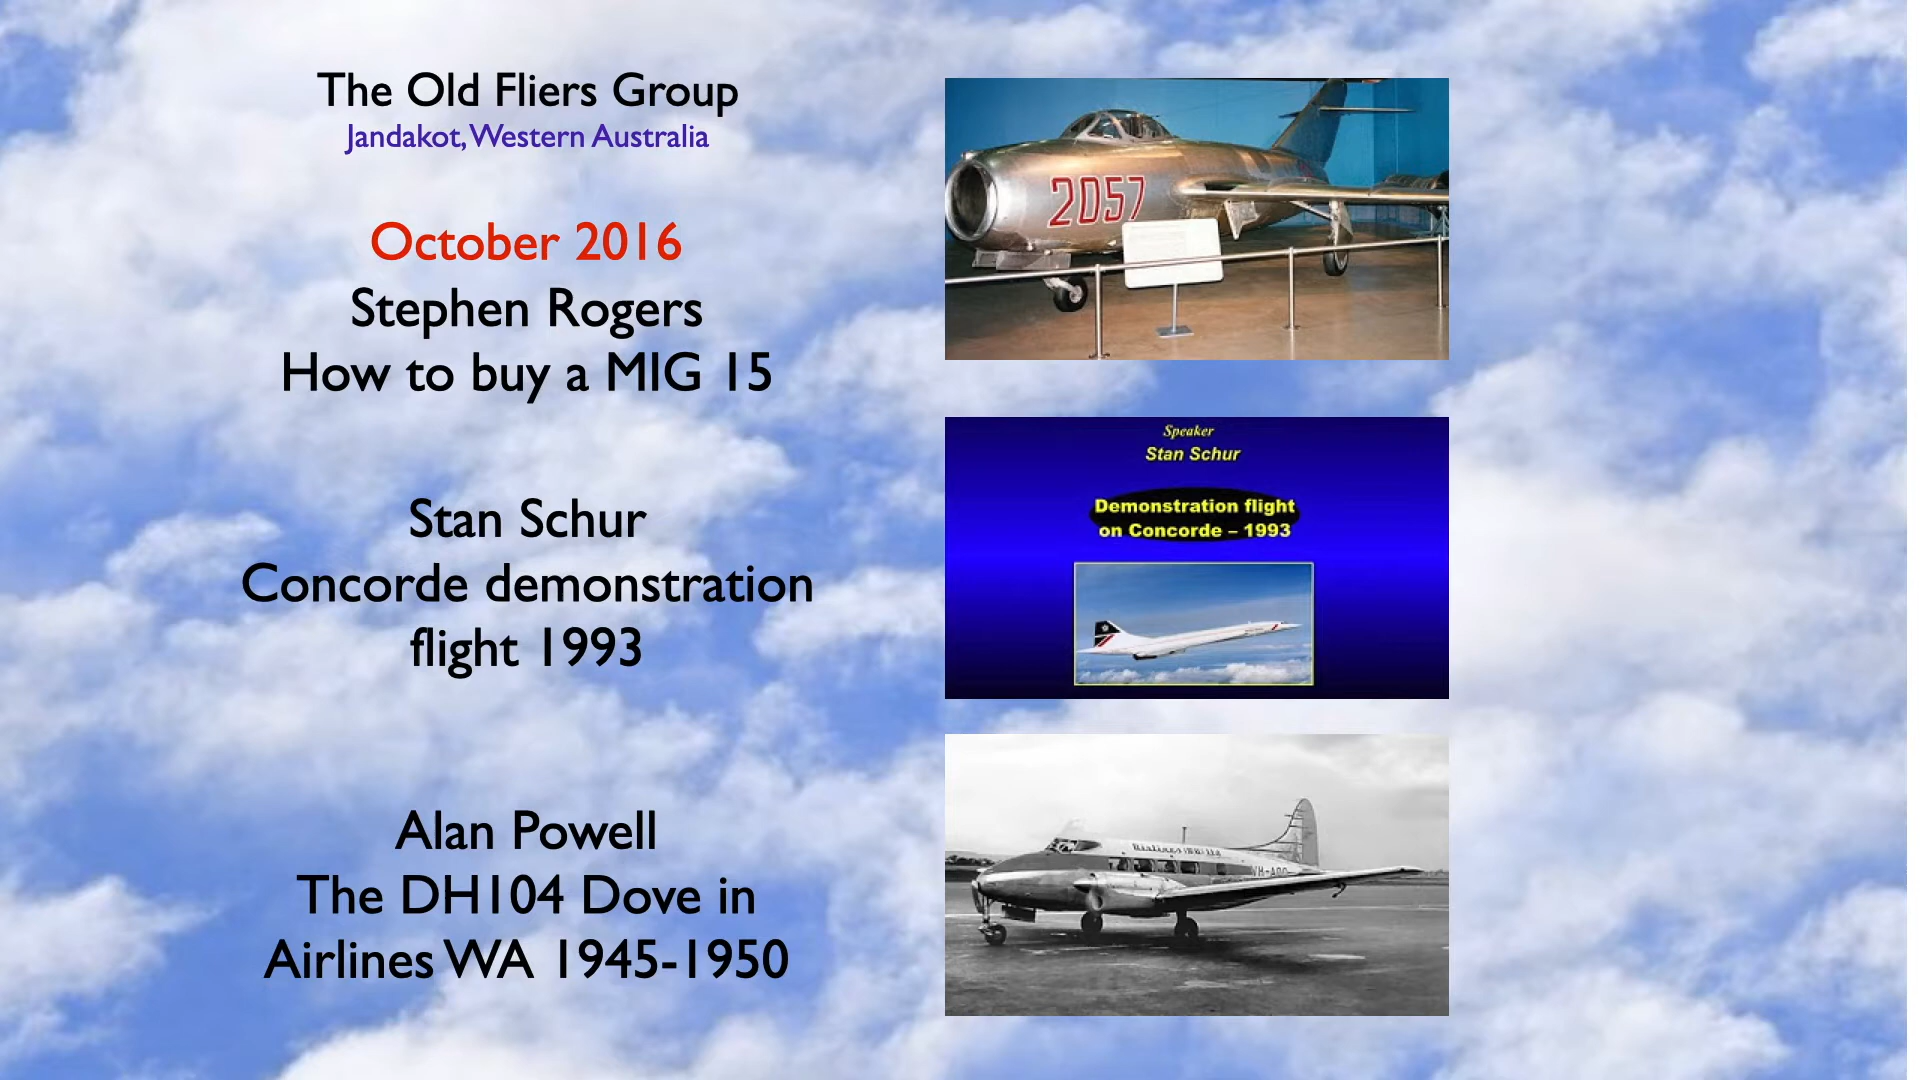 The Old Fliers Group
Jandakot, Western Australia
October 2016
Stephen Rogers
How to buy a MIG 15
2057
Stan Schur
Concorde demonstration
flight 1993
Speaker
Stan Schur
Demonstration flight
on Concorde – 1993
Alan Powell
The DH104 Dove in
Airlines WA 1945-1950